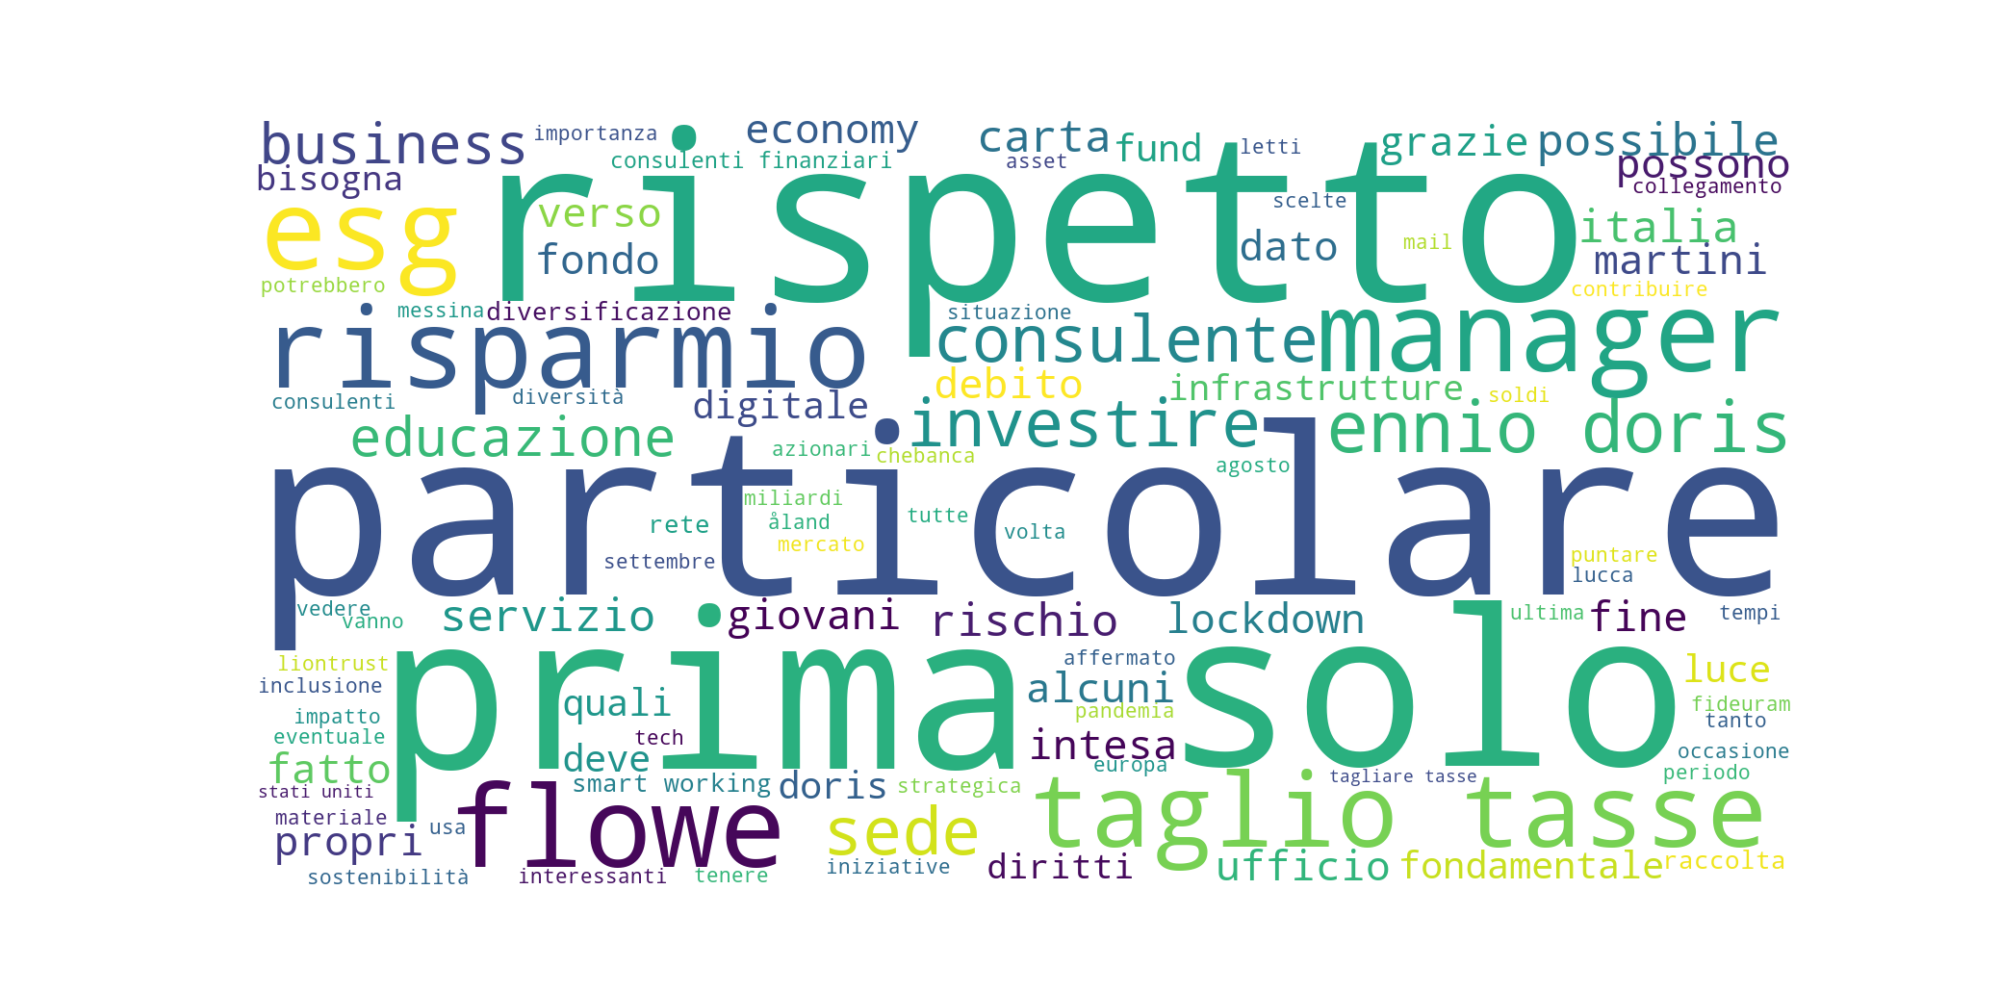 business
importanza
economy
carta
fund
letti
grazie
possibile
consulenti finanziari
asset
possono
bisogna
collegamento
rispetto
esg
verso
scelte
italia
fondo
dato
mail
martini
potrebbero
contribuire
messina
diversificazione
situazione
risparmio
consulente
manager
debito
infrastrutture
soldi
consulenti
diversità
digitale
educazione
investire
ennio doris
azionari
chebanca
agosto
particolare
miliardi
rete
åland
tutte
volta
mercato
settembre
puntare
lucca
vedere
vanno
servizio
giovani
rischio
lockdown
ultima
fine
tempi
liontrust
inclusione
prima
solo
affermato
luce
quali
alcuni
fideuram
impatto
pandemia
tanto
eventuale
tech
intesa
occasione
fatto
deve
europa
tagliare tasse
periodo
stati uniti
smart working
doris
strategica
materiale
flowe
taglio tasse
propri
usa
sede
sostenibilità
interessanti
tenere
iniziative
diritti
ufficio
fondamentale
raccolta